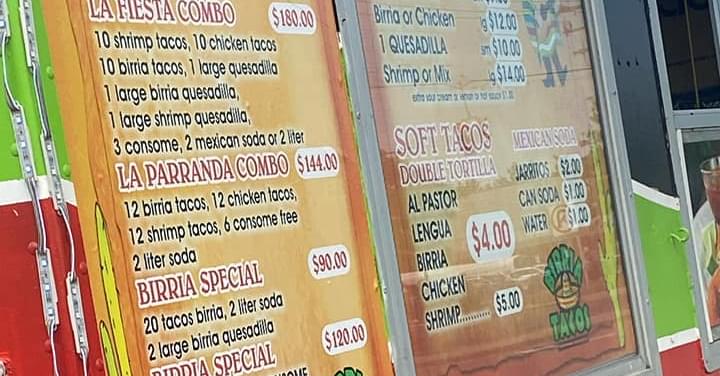 LA FIESTA COMBO $180.00
10 shrimp tacos, 10 chicken tacos
10 birria tacos, 1 large quesadilla
1 large birria quesadilla,
1 large shrimp quesadilla,
3 consome, 2 mexican soda or 2 liter
LA PARRANDA COMBO $144.00
12 birria tacos, 12 chicken tacos,
12 shrimp tacos, 6 consome free
2 liter soda
BIRRIA SPECIAL $90.00
20 tacos birria, 2 liter soda
2 large birria quesadilla
BIRRIA SPECIAL $120.00
Birria or Chicken lg $12.00
1 QUESADILLA sm $10.00
Shrimp or Mix lg $14.00
SOFT TACOS
DOUBLE TORTILLA
AL PASTOR
LENGUA
BIRRIA
CHICKEN
$4.00
SHRIMP.......... $5.00
MEXICAN SODA
JARRITOS $2.00
CAN SODA $1.00
WATER @ $1.00
TACOS